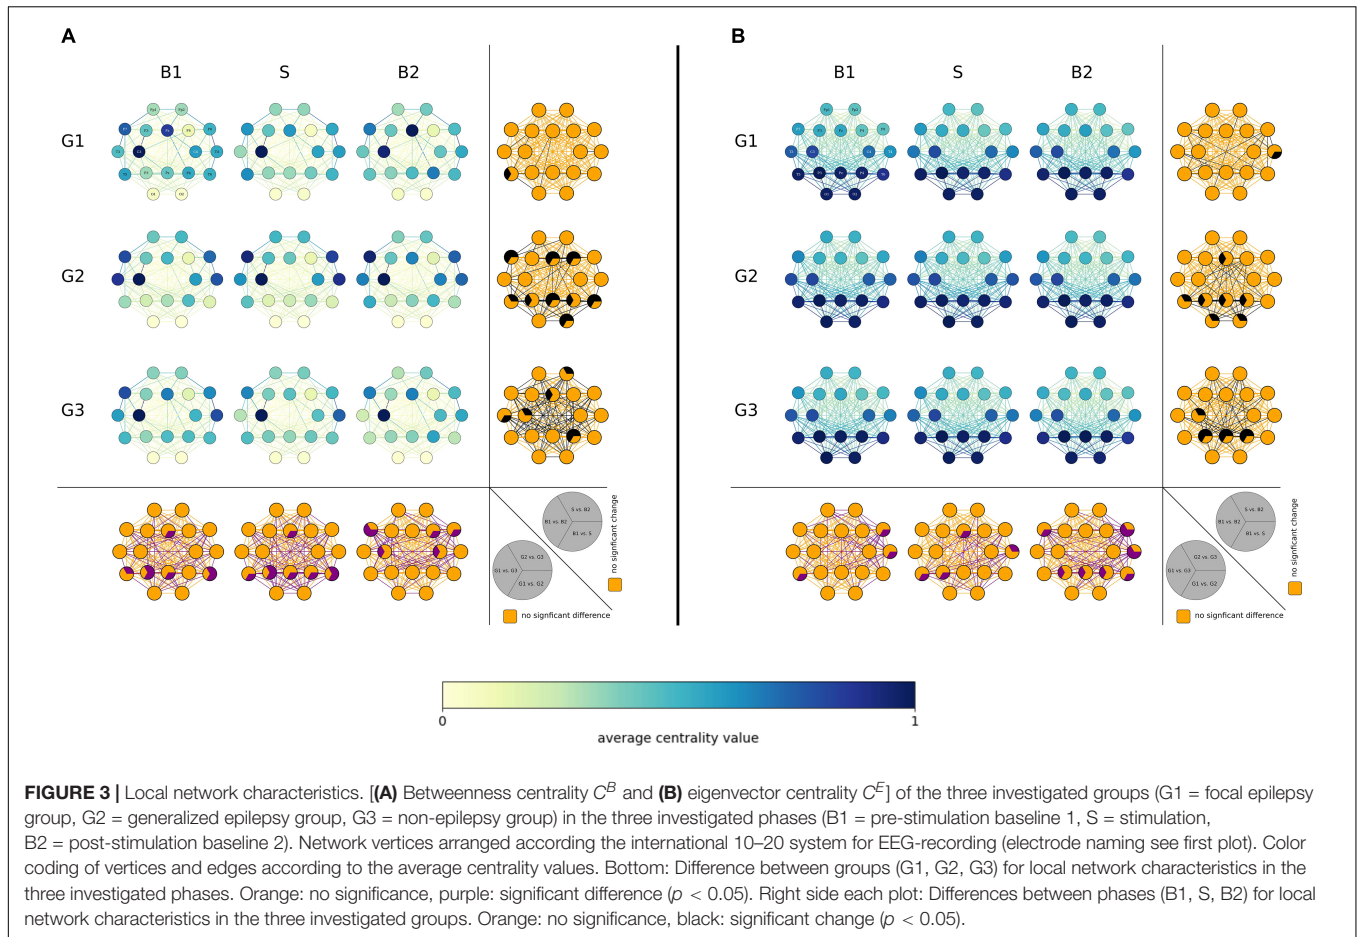 A
B
B1
S
B2
B1
S
B2
G1
G1
G2
G2
G3
G3
S vs. B2
B1 vs. B2
B1 vs. S
G2 vs. G3
G1 vs. G3
G1 vs. G2
no signficant change
no signficant difference
S vs. B2
B1 vs. B2
B1 vs. S
G2 vs. G3
G1 vs. G3
G1 vs. G2
no signficant change
no signficant difference
0
1
average centrality value
FIGURE 3 | Local network characteristics. [(A) Betweenness centrality C^B and (B) eigenvector centrality C^E] of the three investigated groups (G1 = focal epilepsy
group, G2 = generalized epilepsy group, G3 = non-epilepsy group) in the three investigated phases (B1 = pre-stimulation baseline 1, S = stimulation,
B2 = post-stimulation baseline 2). Network vertices arranged according the international 10–20 system for EEG-recording (electrode naming see first plot). Color
coding of vertices and edges according to the average centrality values. Bottom: Difference between groups (G1, G2, G3) for local network characteristics in the
three investigated phases. Orange: no significance, purple: significant difference (p < 0.05). Right side each plot: Differences between phases (B1, S, B2) for local
network characteristics in the three investigated groups. Orange: no significance, black: significant change (p < 0.05).